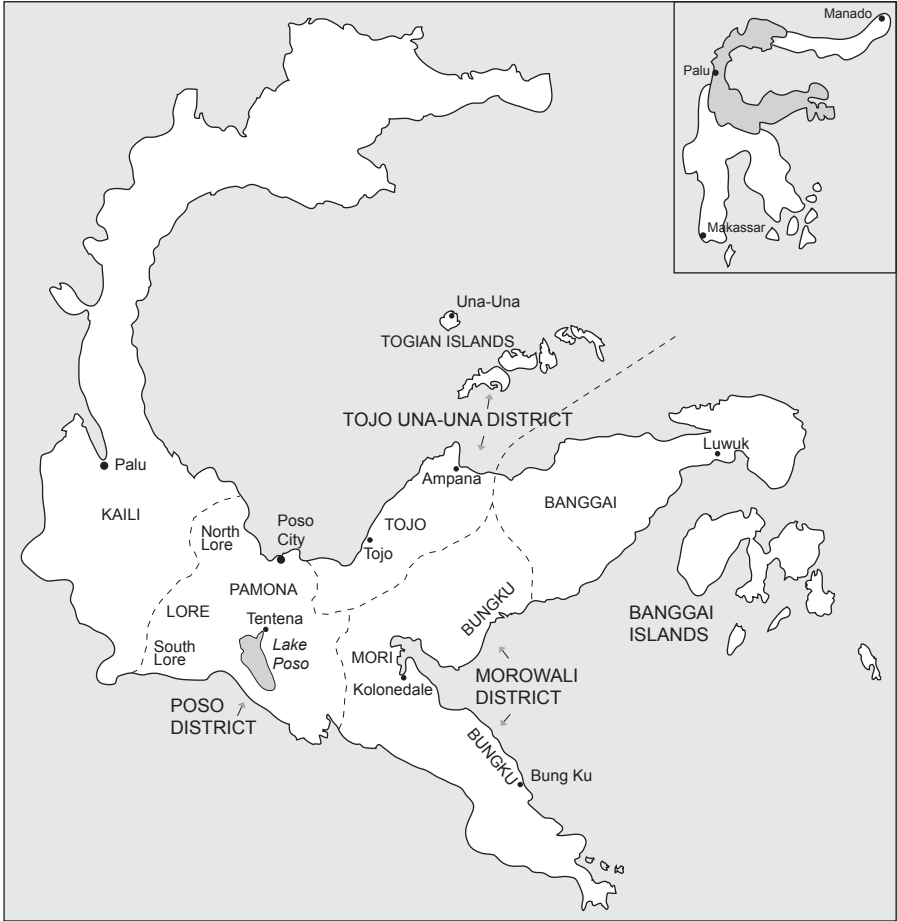 Manado
Palu
Makassar
Una-Una
TOGIAN ISLANDS
TOJO UNA-UNA DISTRICT
Luwuk
Palu
Ampana
BANGGAI
KAILI
North
Lore
Poso
City
TOJO
Tojo
PAMONA
BUNGKU
LORE
Tentena
BANGGAI
ISLANDS
South
Lore
Lake
Poso
MORI
Kolonedale
MOROWALI
DISTRICT
POSO
DISTRICT
BUNGKU
Bung Ku